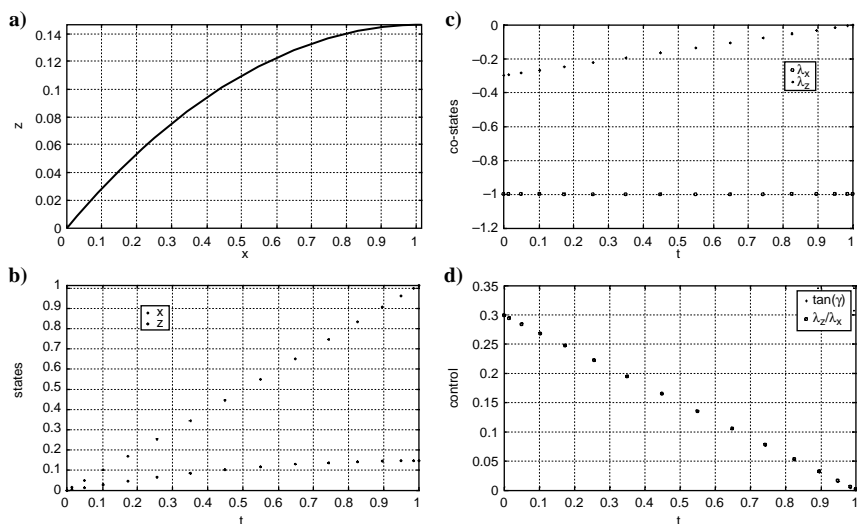 a)
0.14
0.12
0.1
0.08
0.06
0.04
0.02
0
z
0 0.1 0.2 0.3 0.4 0.5 0.6 0.7 0.8 0.9 1
x
b)
1
0.9
0.8
0.7
0.6
0.5
0.4
0.3
0.2
0.1
0
states
x
z
0 0.1 0.2 0.3 0.4 0.5 0.6 0.7 0.8 0.9 1
t
c)
0
−0.2
−0.4
−0.6
−0.8
−1
−1.2
co-states
λx
λz
0 0.1 0.2 0.3 0.4 0.5 0.6 0.7 0.8 0.9 1
t
d)
0.35
0.3
0.25
0.2
0.15
0.1
0.05
0
control
tan(γ)
λz/λx
0 0.1 0.2 0.3 0.4 0.5 0.6 0.7 0.8 0.9 1
t